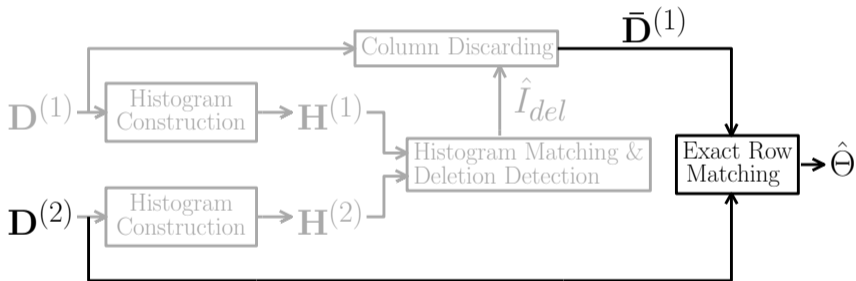 D̄^(1)
Column Discarding
D^(1)
Histogram
Construction
H^(1)
Î_del
Histogram Matching &
Deletion Detection
Exact Row
Matching
Θ̂
D^(2)
Histogram
Construction
H^(2)